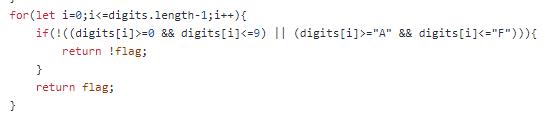 for(let i=0;i<=digits.length-1;i++){
    if(!((digits[i]>=0 && digits[i]<=9) || (digits[i]>="A" && digits[i]<="F"))){
        return !flag;
    }
    return flag;
}